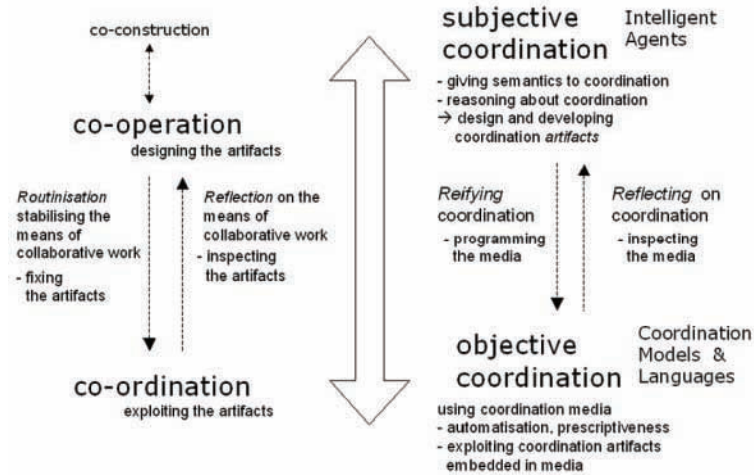 co-construction
co-operation
designing the artifacts
Routinisation
stabilising the
means of
collaborative work
- fixing
the artifacts
Reflection on the
means of
collaborative work
- inspecting
the artifacts
co-ordination
exploiting the artifacts
subjective
coordination
Intelligent
Agents
- giving semantics to coordination
- reasoning about coordination
→ design and developing
coordination artifacts
Reifying
coordination
- programming
the media
Reflecting on
coordination
- inspecting
the media
objective
coordination
Coordination
Models &
Languages
using coordination media
- automatisation, prescriptiveness
- exploiting coordination artifacts
embedded in media